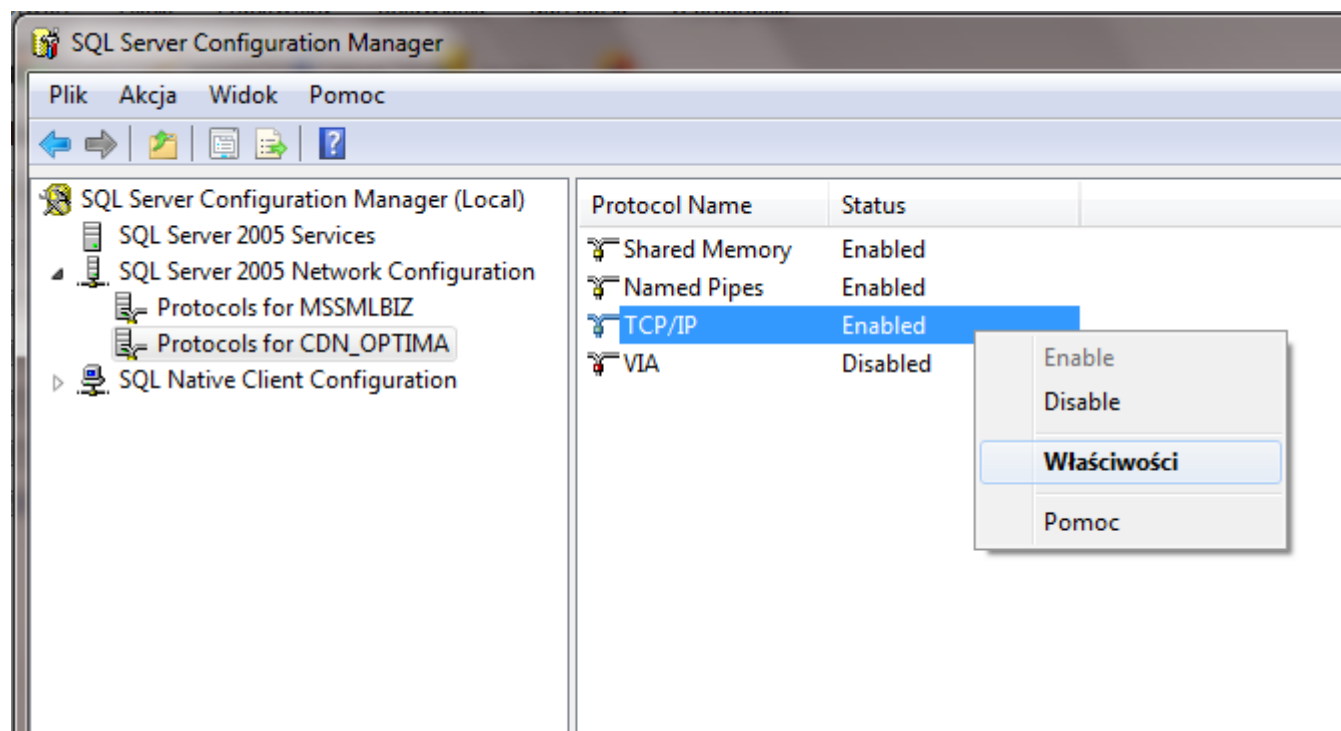 SQL Server Configuration Manager
Plik Akcja Widok Pomoc
SQL Server Configuration Manager (Local)
SQL Server 2005 Services
SQL Server 2005 Network Configuration
Protocols for MSSMLBIZ
Protocols for CDN_OPTIMA
SQL Native Client Configuration
Protocol Name Status
Shared Memory Enabled
Named Pipes Enabled
TCP/IP Enabled
VIA Disabled
Enable
Disable
Właściwości
Pomoc